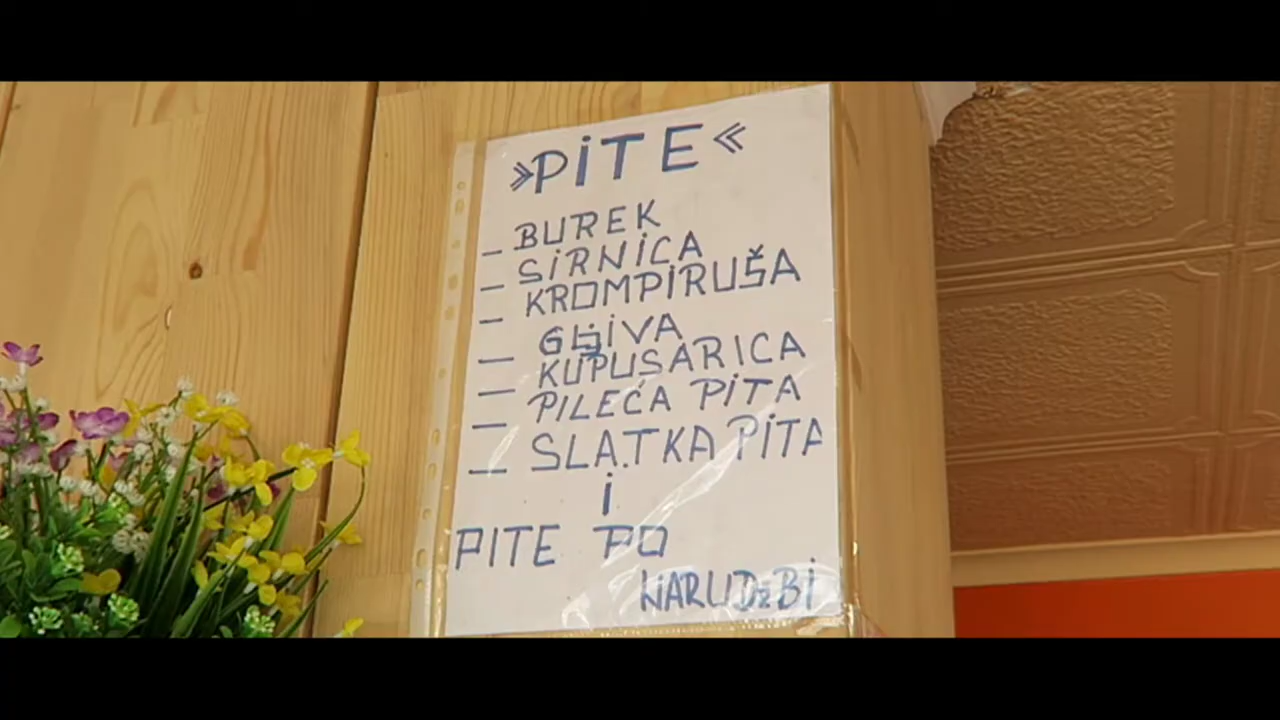 »PiTE«
– BUREK
– SiRNiCA
– KROMPiRUŠA
– GljiVA
– KUPUSARICA
– PILEĆA PiTA
– SLATKA PiTA
i
PITE PO
NARUDŽBi